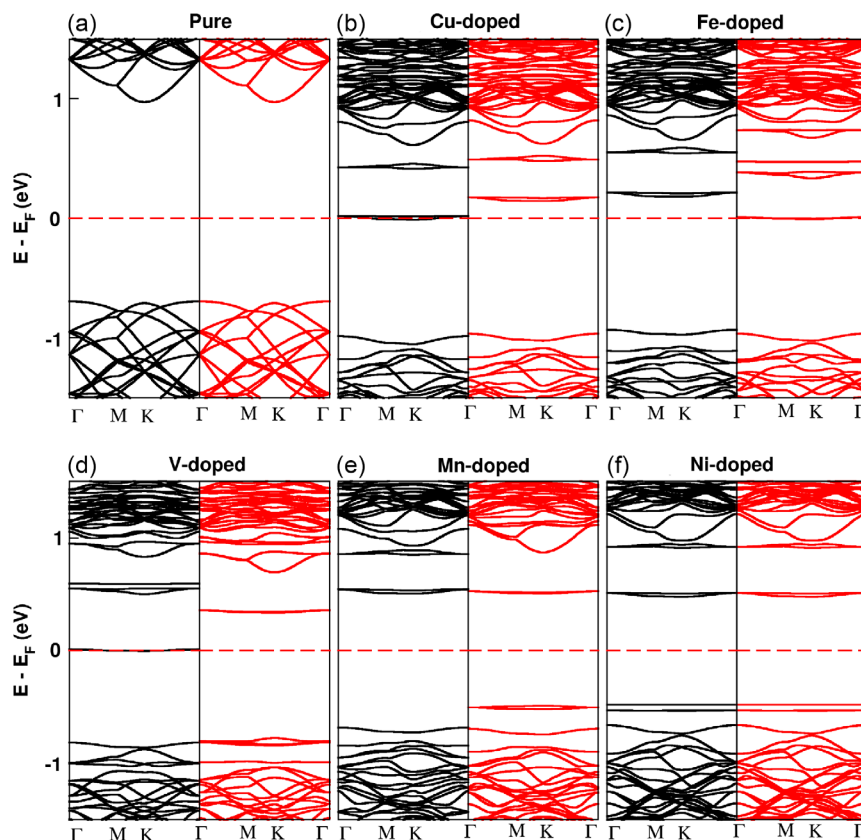 (a) Pure (b) Cu-doped (c) Fe-doped
1
0
-1
E - E_F (eV)
Γ M K Γ M K Γ Γ M K Γ M K Γ Γ M K Γ M K Γ
(d) V-doped (e) Mn-doped (f) Ni-doped
1
0
-1
E - E_F (eV)
Γ M K Γ M K Γ Γ M K Γ M K Γ Γ M K Γ M K Γ